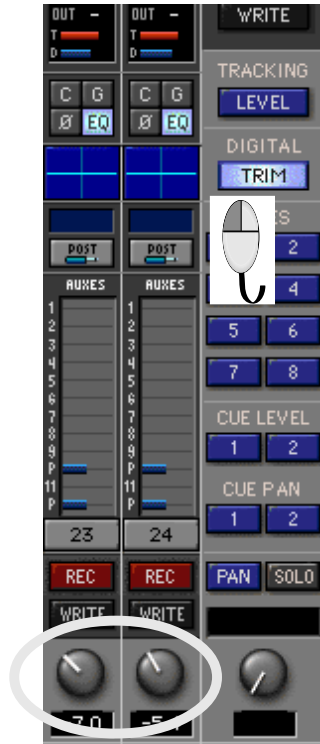 OUT - OUT - WRITE
T T
D D
TRACKING
C G C G LEVEL
Ø EQ Ø EQ
DIGITAL
TRIM
2
POST POST
AUXES AUXES 4
1 1
2 2
3 3 5 6
4 4
5 5 7 8
6 6
7 7
8 8 CUE LEVEL
9 9 1 2
P P
11 11 CUE PAN
P P 1 2
23 24
REC REC PAN SOLO
WRITE WRITE